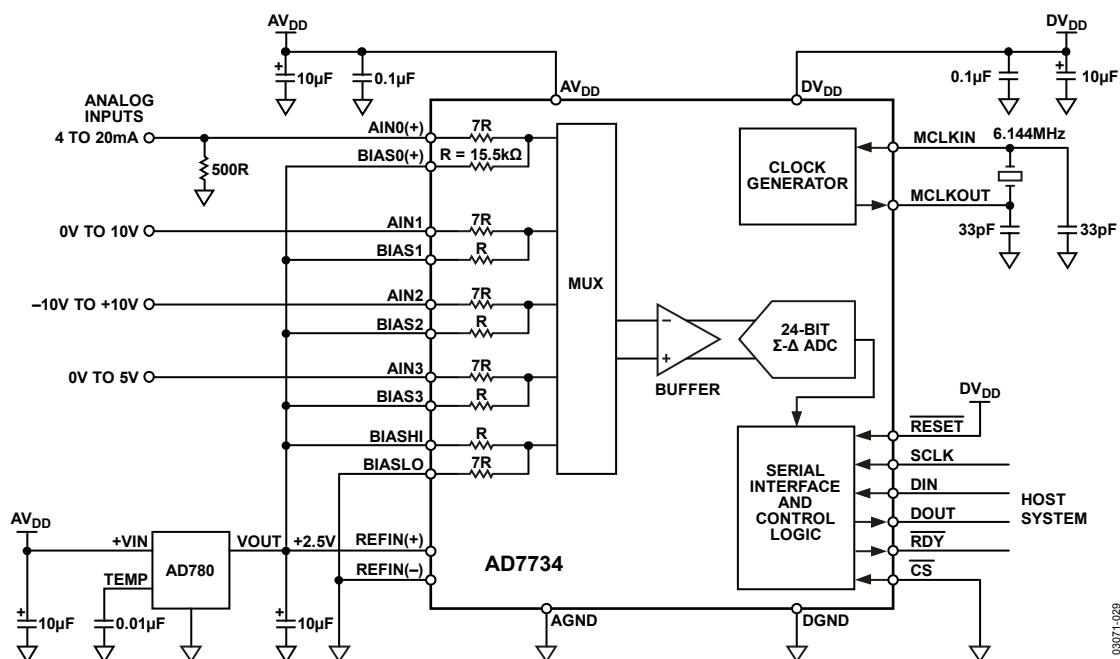 AVDD
DVDD
10µF
0.1µF
0.1µF
10µF
ANALOG
INPUTS
AVDD
DVDD
4 TO 20mA
AIN0(+)
7R
BIAS0(+)
R = 15.5kΩ
500R
CLOCK
GENERATOR
MCLKIN
6.144MHz
MCLKOUT
33pF
33pF
0V TO 10V
AIN1
7R
BIAS1
R
MUX
–10V TO +10V
AIN2
7R
BIAS2
R
–
+
BUFFER
24-BIT
Σ-Δ ADC
0V TO 5V
AIN3
7R
BIAS3
R
BIASHI
R
BIASLO
7R
DVDD
SERIAL
INTERFACE
AND
CONTROL
LOGIC
RESET
SCLK
DIN
DOUT
RDY
CS
HOST
SYSTEM
AVDD
+VIN
AD780
VOUT
+2.5V
REFIN(+)
REFIN(–)
AD7734
TEMP
10µF
0.01µF
10µF
AGND
DGND
03071-029